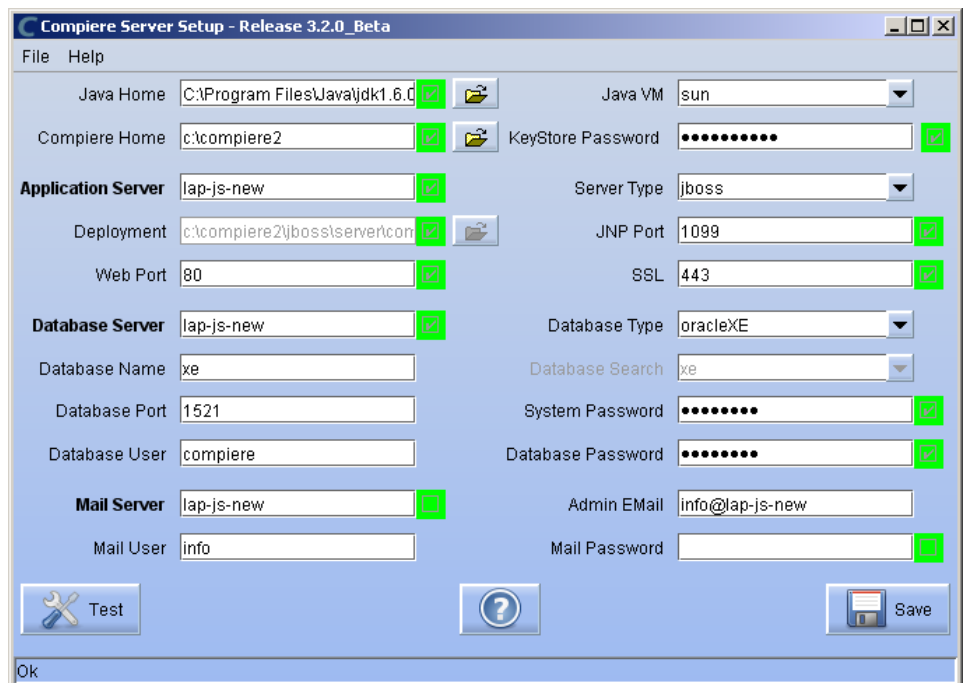 Compiere Server Setup - Release 3.2.0_Beta
File Help
Java Home C:\Program Files\Java\jdk1.6.0 Java VM sun
Compiere Home c:\compiere2 KeyStore Password ••••••••••
Application Server lap-js-new Server Type jboss
Deployment c:\compiere2\jboss\server\com JNP Port 1099
Web Port 80 SSL 443
Database Server lap-js-new Database Type oracleXE
Database Name xe Database Search xe
Database Port 1521 System Password ••••••••
Database User compiere Database Password ••••••••
Mail Server lap-js-new Admin EMail info@lap-js-new
Mail User info Mail Password
Test ? Save
Ok